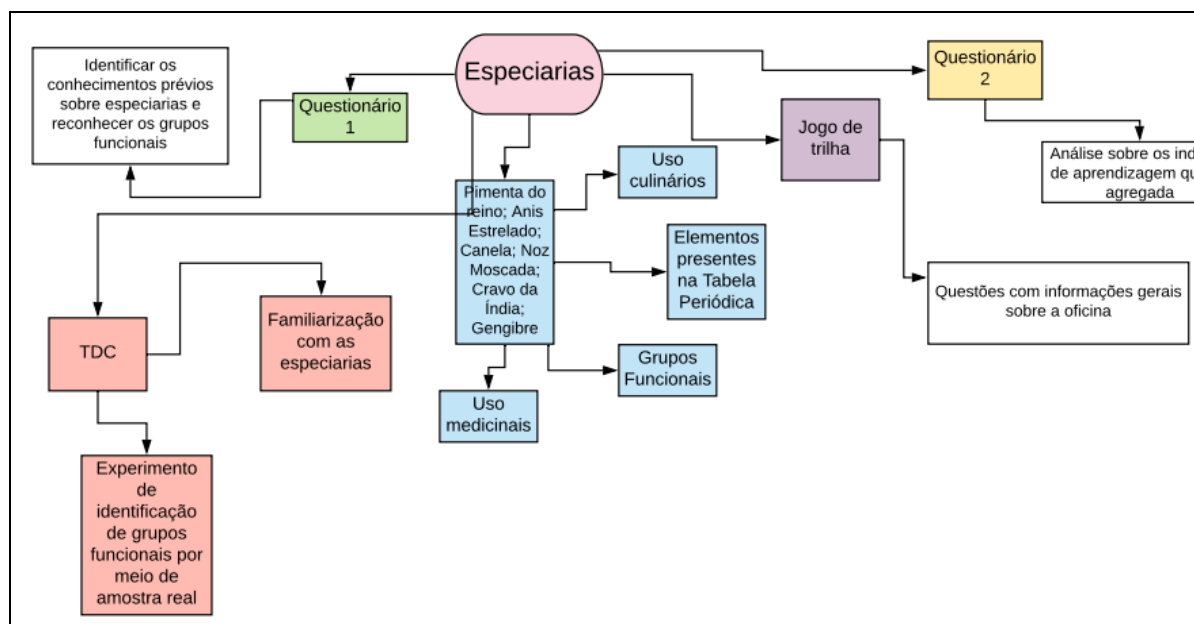 Especiarias
Identificar os
conhecimentos prévios
sobre especiarias e
reconhecer os grupos
funcionais
Questionário
1
Questionário
2
Jogo de
trilha
Análise sobre os
de aprendizagem
agregada
Uso
culinários
Pimenta do
reino; Anis
Estrelado;
Canela; Noz
Moscada;
Cravo da
Índia;
Gengibre
Elementos
presentes
na Tabela
Periódica
Questões com informações gerais
sobre a oficina
TDC
Familiarização
com as
especiarias
Grupos
Funcionais
Uso
medicinais
Experimento
de
identificação
de grupos
funcionais por
meio de
amostra real